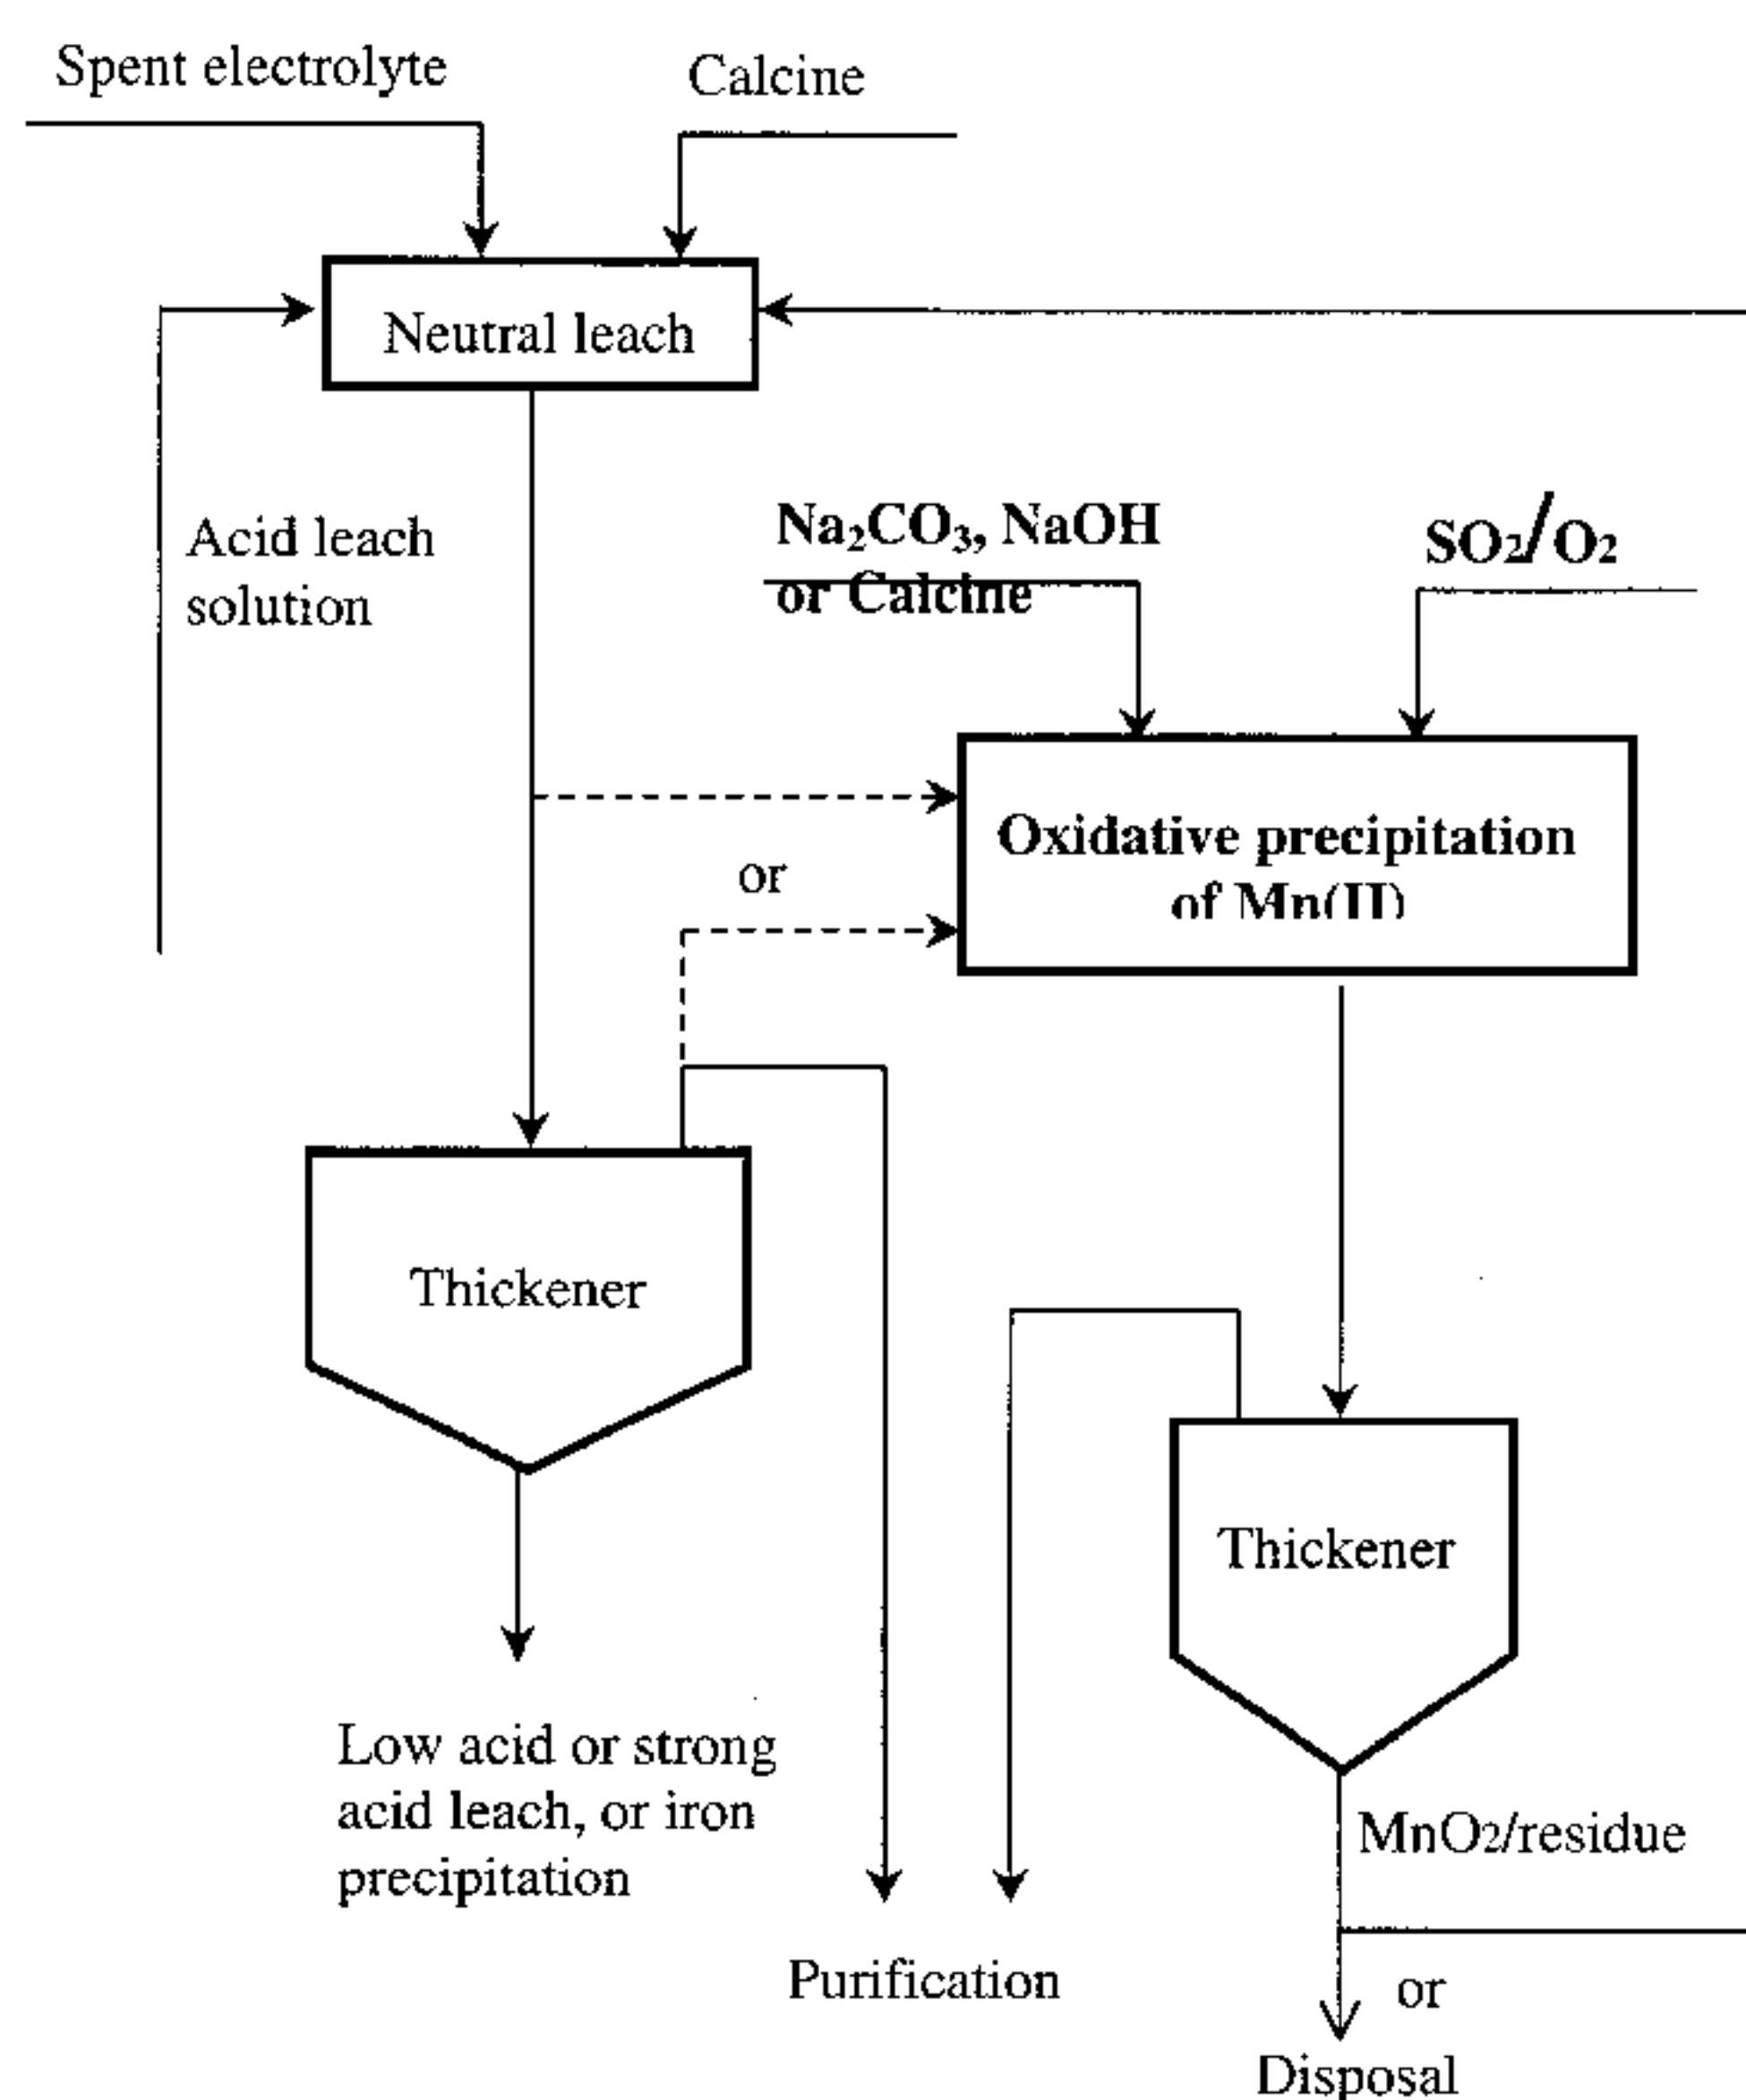 Spent electrolyte
Calcine
Neutral leach
Acid leach
solution
Na₂CO₃, NaOH
or Calcine
SO₂/O₂
Oxidative precipitation
of Mn(II)
or
Thickener
Thickener
Low acid or strong
acid leach, or iron
precipitation
MnO₂/residue
Purification
or
Disposal